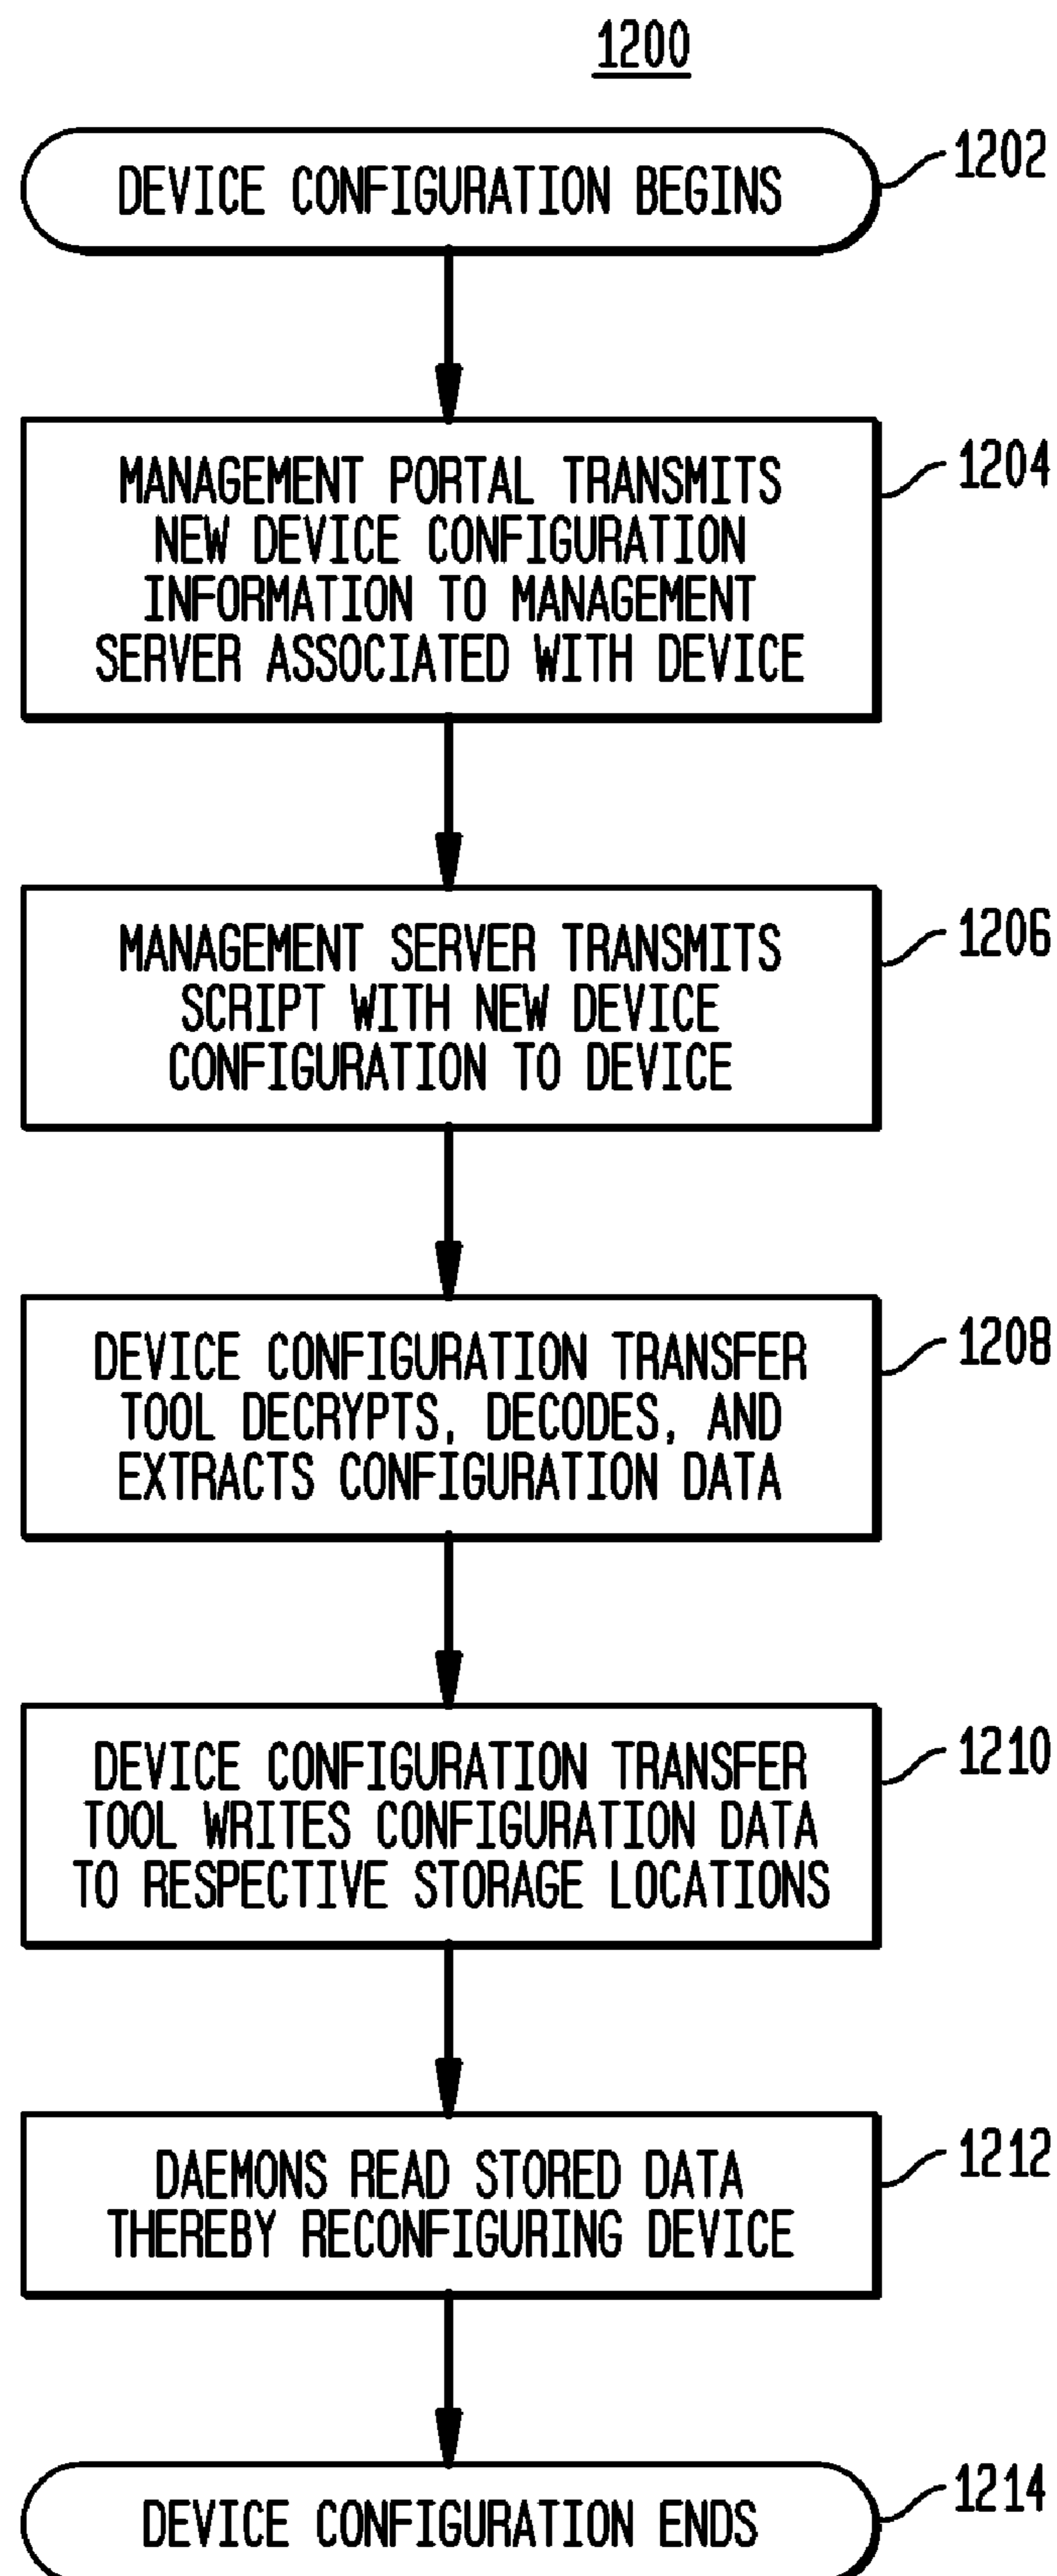 1200
DEVICE CONFIGURATION BEGINS
1202
MANAGEMENT PORTAL TRANSMITS
NEW DEVICE CONFIGURATION
INFORMATION TO MANAGEMENT
SERVER ASSOCIATED WITH DEVICE
1204
MANAGEMENT SERVER TRANSMITS
SCRIPT WITH NEW DEVICE
CONFIGURATION TO DEVICE
1206
DEVICE CONFIGURATION TRANSFER
TOOL DECRYPTS, DECODES, AND
EXTRACTS CONFIGURATION DATA
1208
DEVICE CONFIGURATION TRANSFER
TOOL WRITES CONFIGURATION DATA
TO RESPECTIVE STORAGE LOCATIONS
1210
DAEMONS READ STORED DATA
THEREBY RECONFIGURING DEVICE
1212
DEVICE CONFIGURATION ENDS
1214